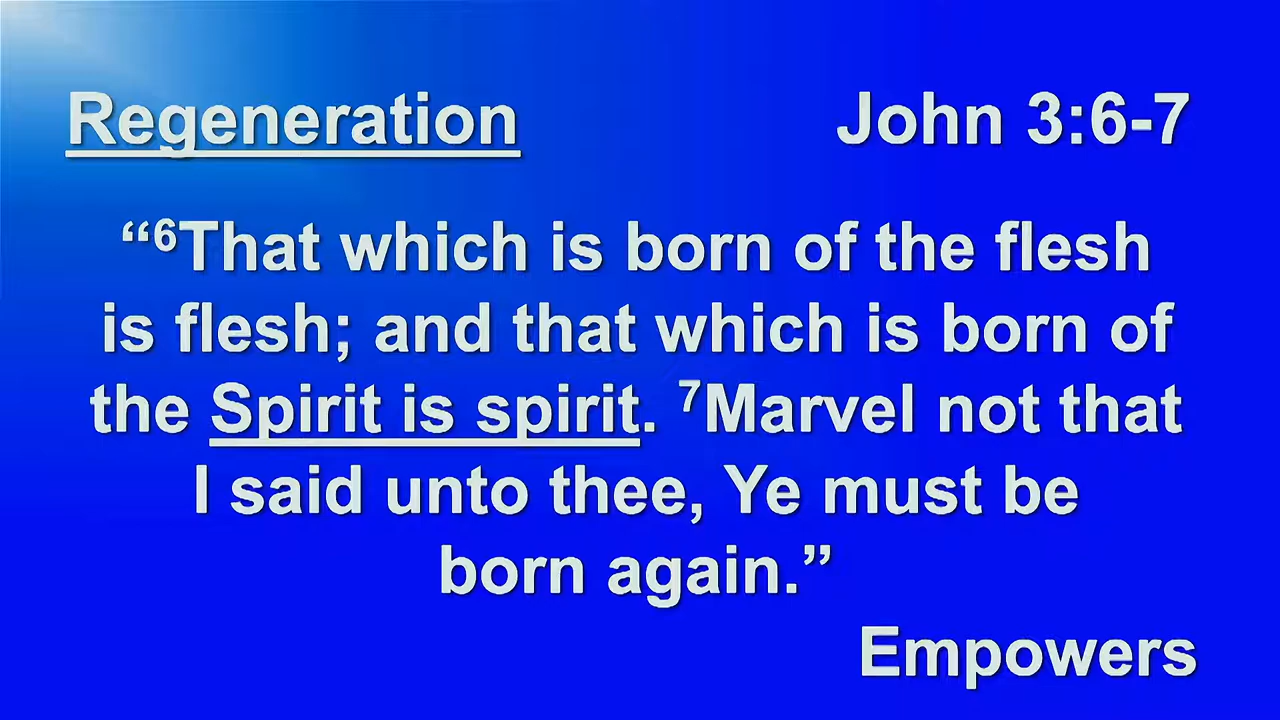 Regeneration John 3:6-7
“⁶That which is born of the flesh
is flesh; and that which is born of
the Spirit is spirit. ⁷Marvel not that
I said unto thee, Ye must be
born again.”
Empowers